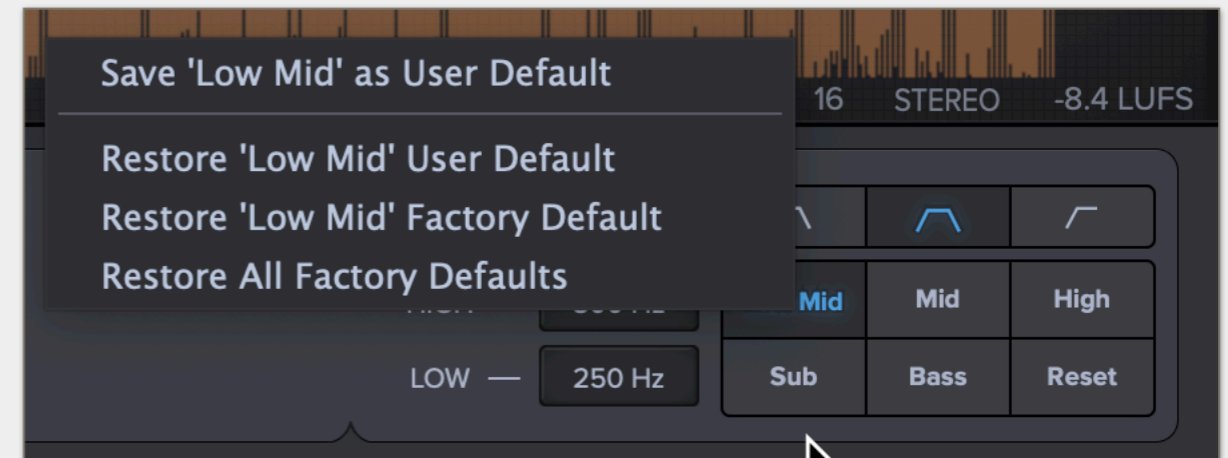 Save 'Low Mid' as User Default
Restore 'Low Mid' User Default
Restore 'Low Mid' Factory Default
Restore All Factory Defaults
16 STEREO -8.4 LUFS
Mid Mid High
LOW 250 Hz Sub Bass Reset